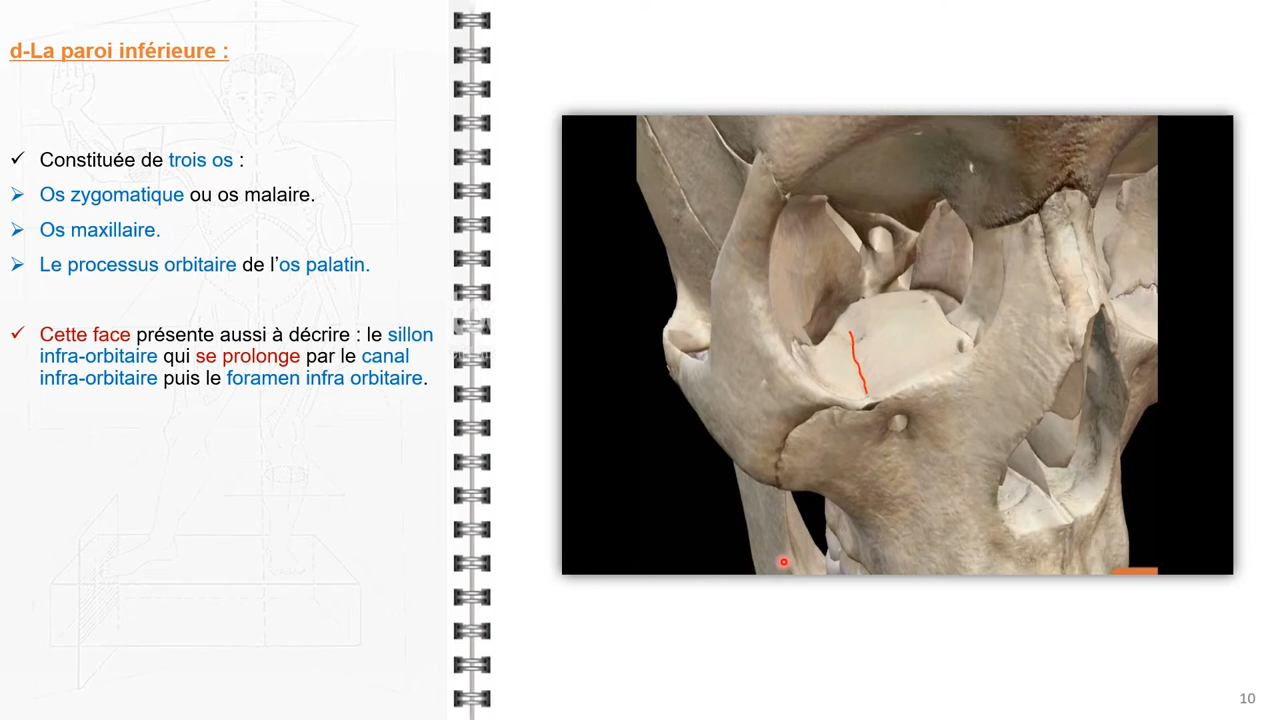 d-La paroi inférieure :
Constituée de trois os :
Os zygomatique ou os malaire.
Os maxillaire.
Le processus orbitaire de l'os palatin.
Cette face présente aussi à décrire : le sillon
infra-orbitaire qui se prolonge par le canal
infra-orbitaire puis le foramen infra orbitaire.
10